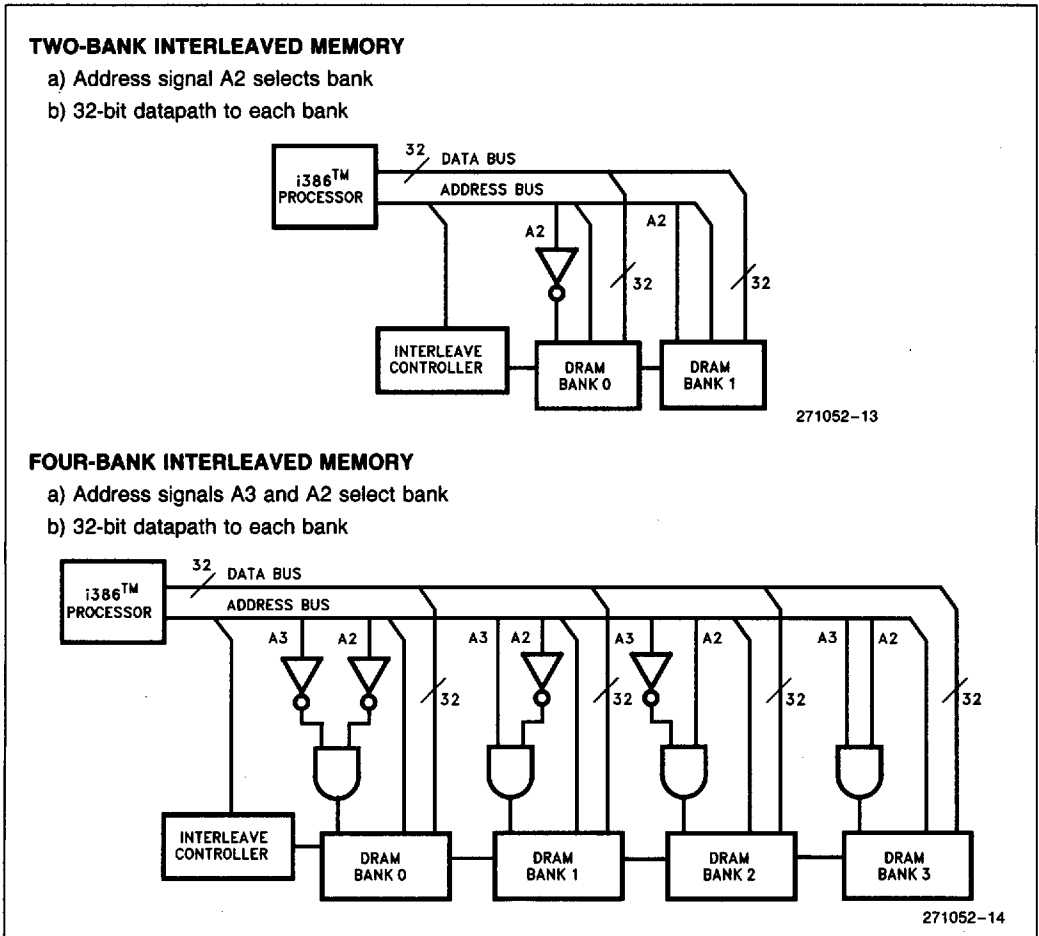 TWO-BANK INTERLEAVED MEMORY
a) Address signal A2 selects bank
b) 32-bit datapath to each bank
32
DATA BUS
i386™
PROCESSOR
ADDRESS BUS
A2
A2
32
32
INTERLEAVE
CONTROLLER
DRAM
BANK 0
DRAM
BANK 1
271052–13
FOUR-BANK INTERLEAVED MEMORY
a) Address signals A3 and A2 select bank
b) 32-bit datapath to each bank
32
DATA BUS
i386™
PROCESSOR
ADDRESS BUS
A3
A2
A3
A2
A3
A2
A3
A2
32
32
32
32
INTERLEAVE
CONTROLLER
DRAM
BANK 0
DRAM
BANK 1
DRAM
BANK 2
DRAM
BANK 3
271052–14